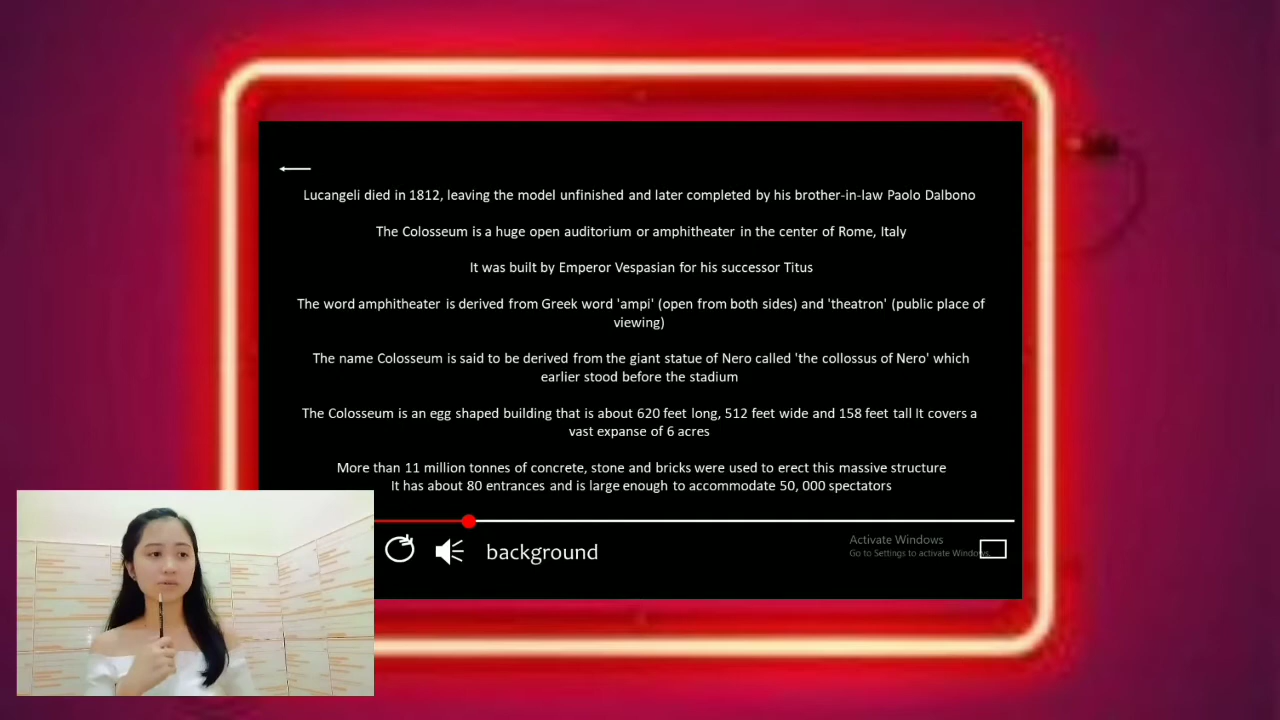 Lucangeli died in 1812, leaving the model unfinished and later completed by his brother-in-law Paolo Dalbono
The Colosseum is a huge open auditorium or amphitheater in the center of Rome, Italy
It was built by Emperor Vespasian for his successor Titus
The word amphitheater is derived from Greek word 'ampi' (open from both sides) and 'theatron' (public place of
viewing)
The name Colosseum is said to be derived from the giant statue of Nero called 'the collossus of Nero' which
earlier stood before the stadium
The Colosseum is an egg shaped building that is about 620 feet long, 512 feet wide and 158 feet tall It covers a
vast expanse of 6 acres
More than 11 million tonnes of concrete, stone and bricks were used to erect this massive structure
It has about 80 entrances and is large enough to accommodate 50, 000 spectators
background
Activate Windows
Go to Settings to activate Windows.